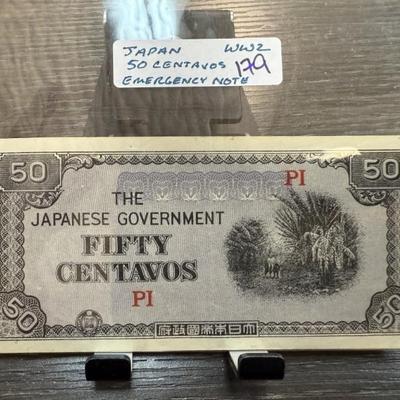 JAPAN WW2
50 CENTAVOS 179
EMERGENCY NOTE
50 50
PI
THE
JAPANESE GOVERNMENT
FIFTY
CENTAVOS
PI
50 50
府政國帝本日大